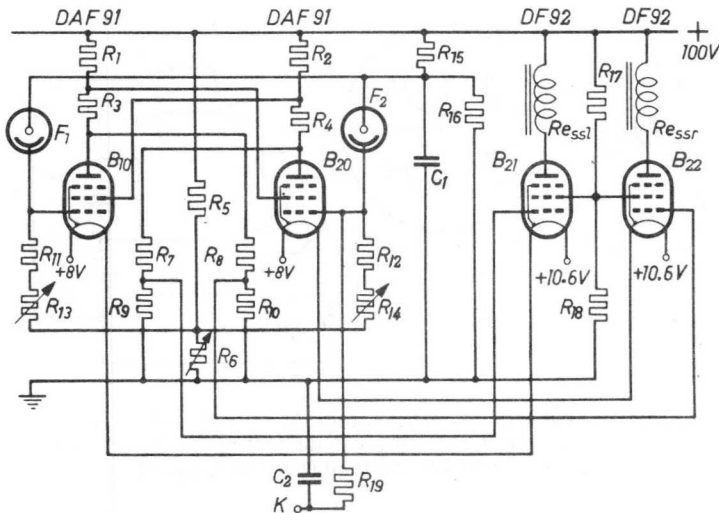 DAF 91 DAF 91 DF92 DF92
+
100V
R1 R2 R15 R17
R3 F2 R16
F1 R4 Ressl Ressr
B10 B20 C1 B21 B22
R5
+8V +8V +10.6V +10.6V
R11 R7 R8 R12
R13 R9 R10 R14 R18
R6
C2 R19
K